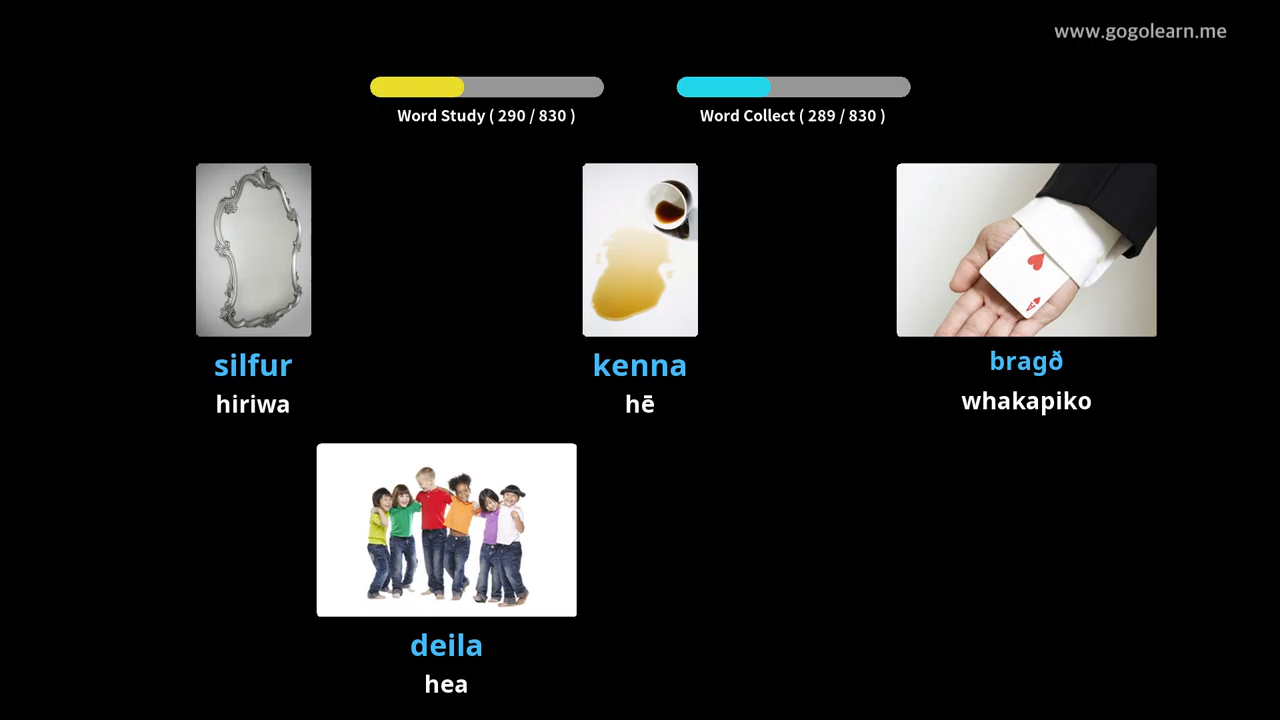 www.gogolearn.me
Word Study ( 290 / 830 )
Word Collect ( 289 / 830 )
silfur
hiriwa
kenna
hē
bragð
whakapiko
deila
hea